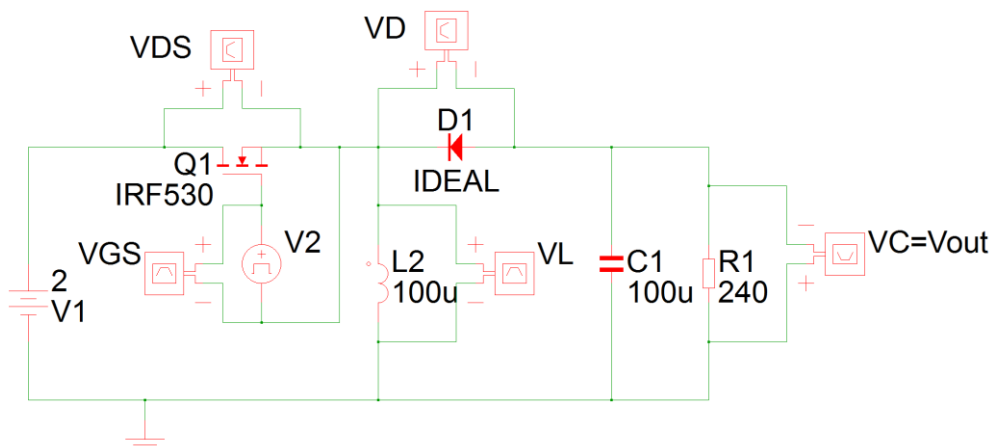 VDS
VD
D1
IDEAL
Q1
IRF530
VGS
V2
2
V1
L2
100u
VL
C1
100u
R1
240
VC=Vout